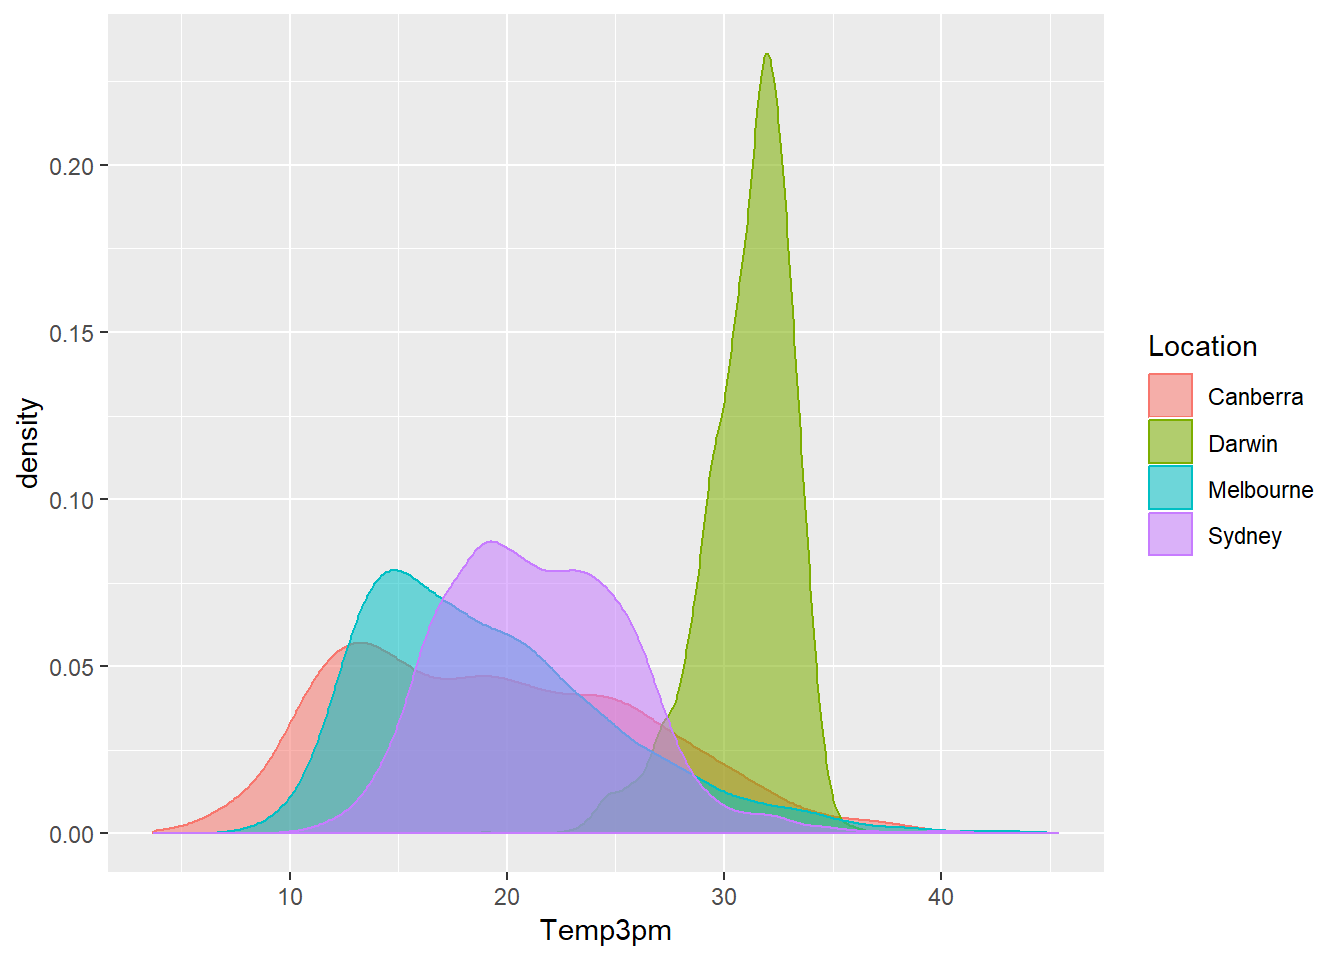 0.20
0.15
0.10
0.05
0.00
density
10 20 30 40
Temp3pm
Location
Canberra
Darwin
Melbourne
Sydney